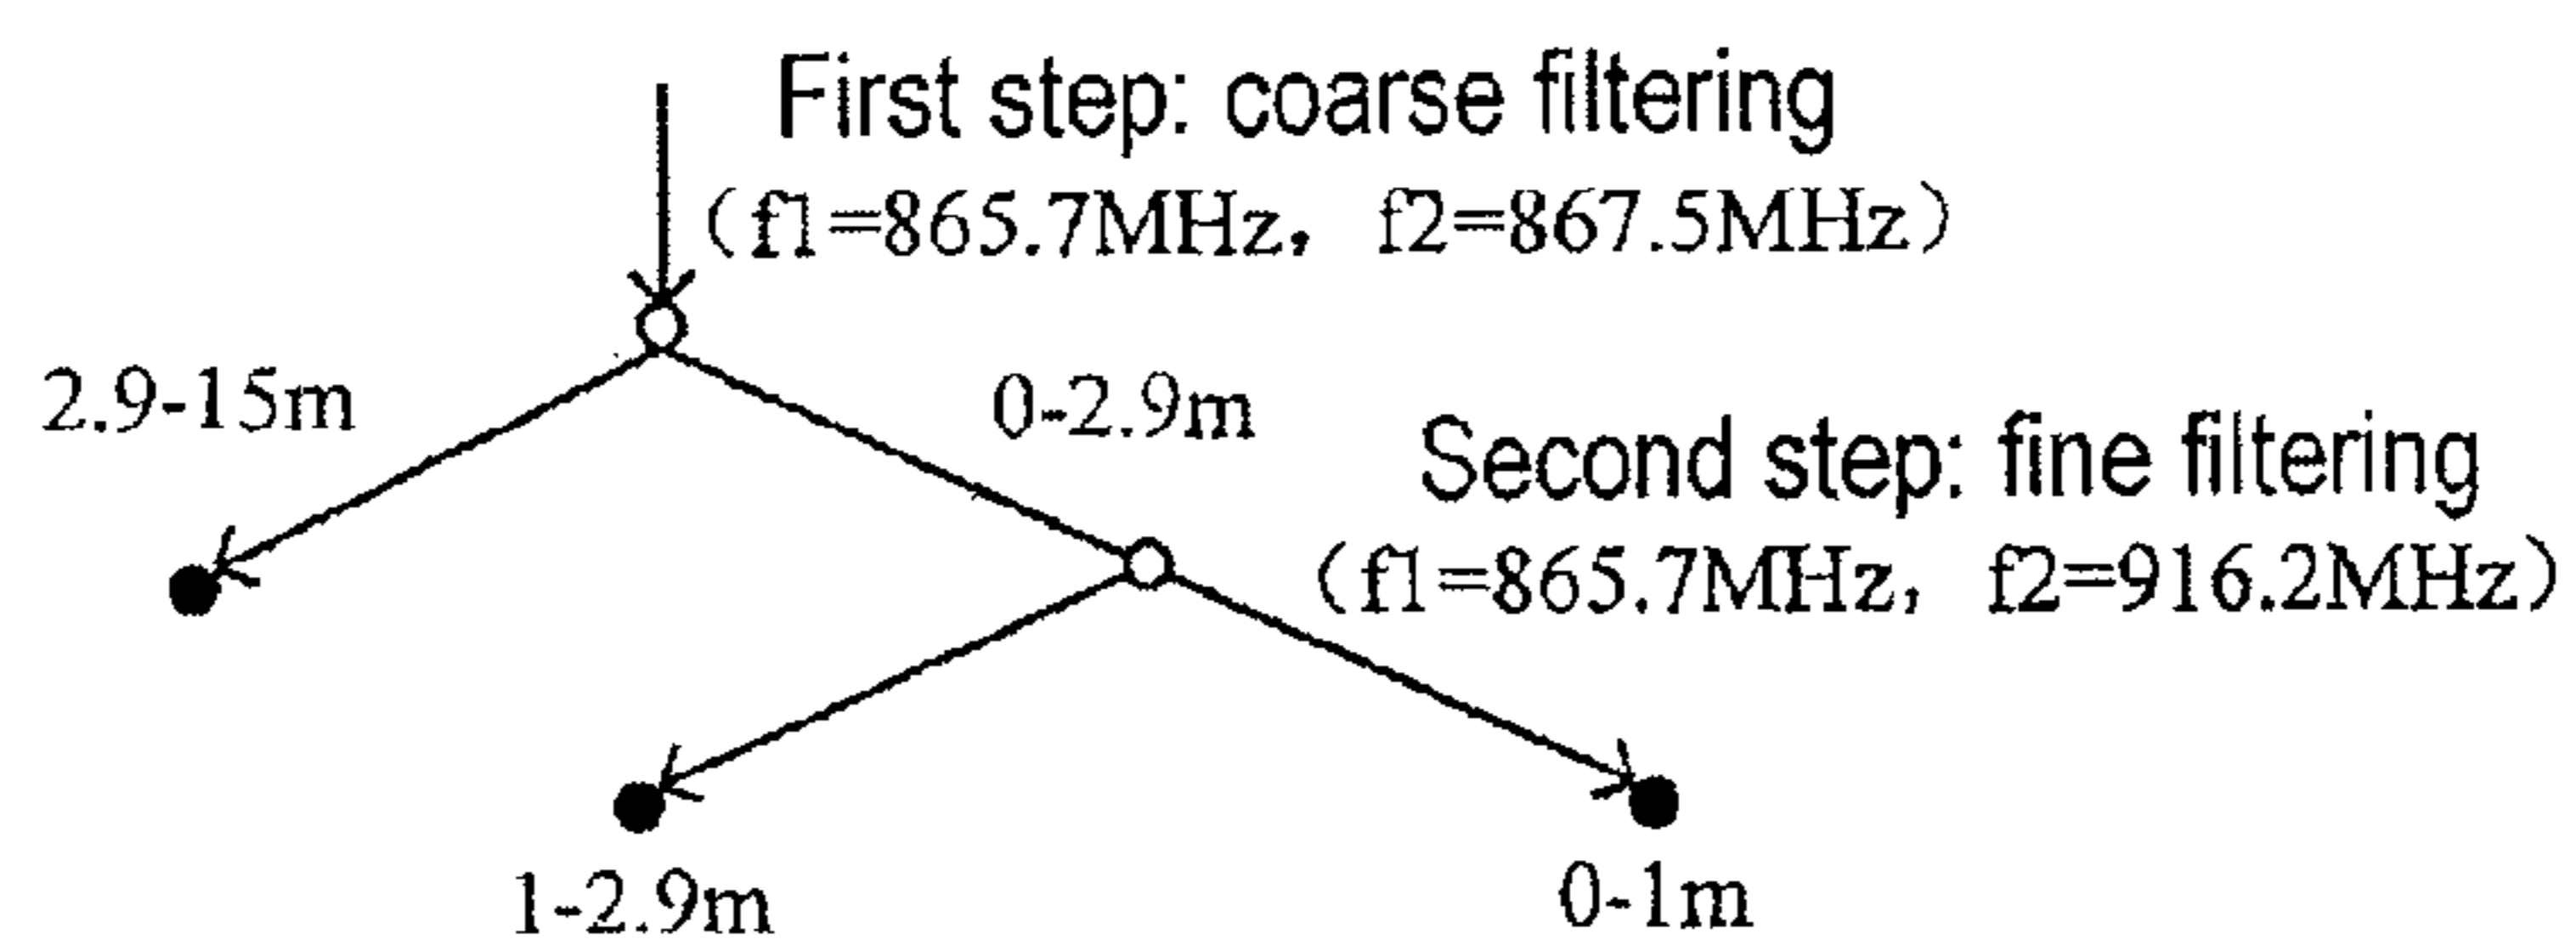 First step: coarse filtering
（f1=865.7MHz，f2=867.5MHz）
2.9-15m
0-2.9m
Second step: fine filtering
（f1=865.7MHz，f2=916.2MHz）
1-2.9m
0-1m